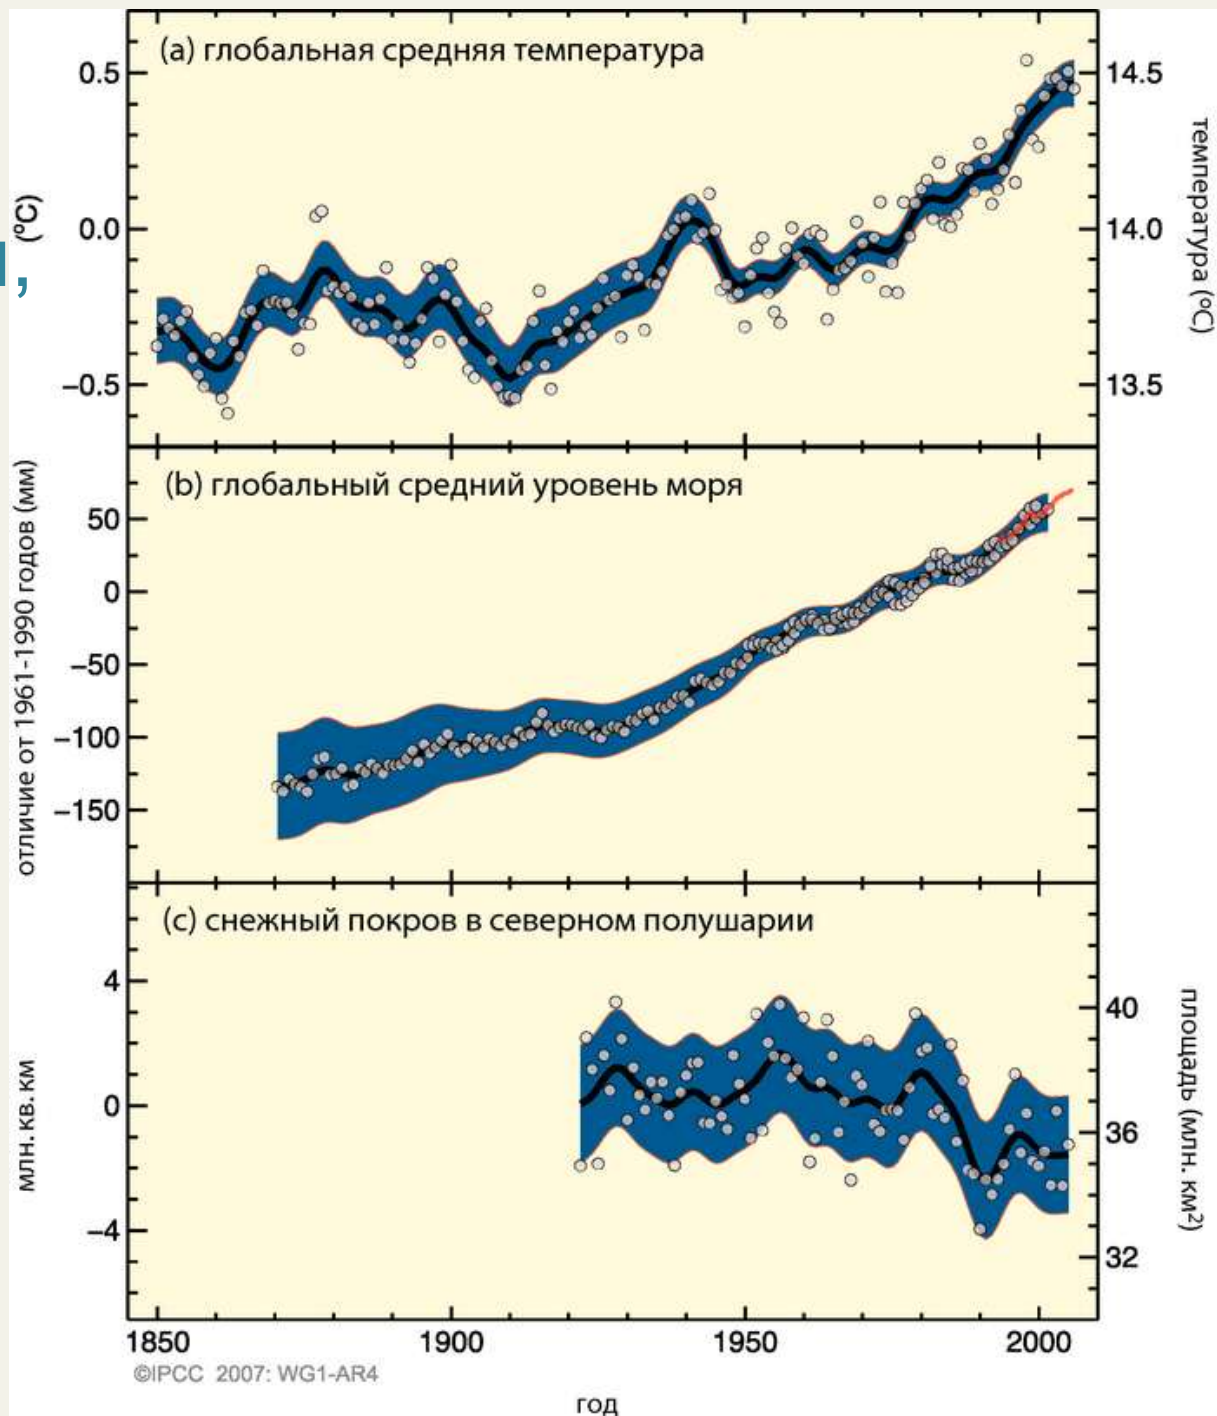 (a) глобальная средняя температура
0.5
0.0
−0.5
(ºC)
14.5
14.0
13.5
температура (ºC)
,
(b) глобальный средний уровень моря
50
0
−50
−100
−150
отличие от 1961-1990 годов (мм)
(c) снежный покров в северном полушарии
4
0
−4
млн.кв.км
40
36
32
площадь (млн. км²)
1850 1900 1950 2000
©IPCC 2007: WG1-AR4
год